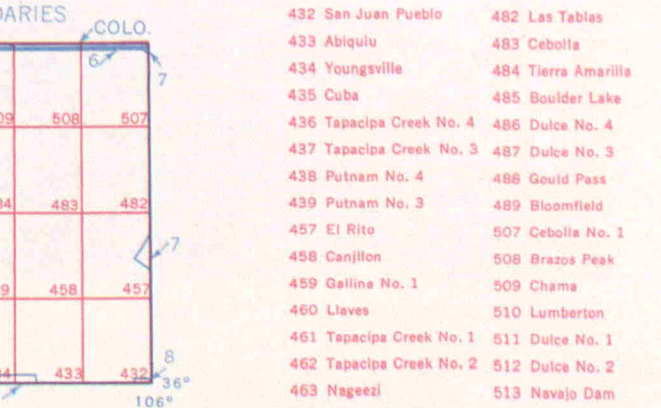 DARIES
COLO.
6
7
09 508 507
34 483 482
7
59 458 457
8
34 433 432
36°
106°
432 San Juan Pueblo
433 Abiquiu
434 Youngsville
435 Cuba
436 Tapacipa Creek No. 4
437 Tapacipa Creek No. 3
438 Putnam No. 4
439 Putnam No. 3
457 El Rito
458 Canjilon
459 Gallina No. 1
460 Llaves
461 Tapacipa Creek No. 1
462 Tapacipa Creek No. 2
463 Nageezi
482 Las Tablas
483 Cebolla
484 Tierra Amarilla
485 Boulder Lake
486 Dulce No. 4
487 Dulce No. 3
488 Gould Pass
489 Bloomfield
507 Cebolla No. 1
508 Brazos Peak
509 Chama
510 Lumberton
511 Dulce No. 1
512 Dulce No. 2
513 Navajo Dam